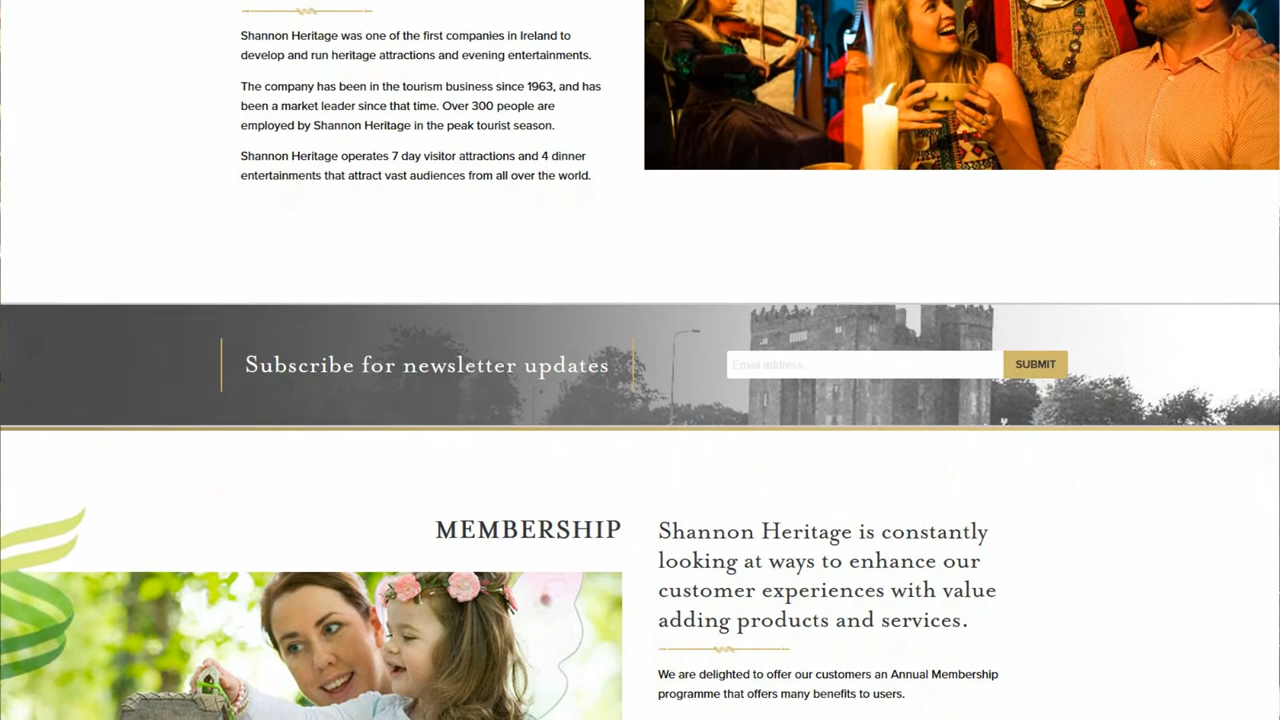 Shannon Heritage was one of the first companies in Ireland to
develop and run heritage attractions and evening entertainments.
The company has been in the tourism business since 1963, and has
been a market leader since that time. Over 300 people are
employed by Shannon Heritage in the peak tourist season.
Shannon Heritage operates 7 day visitor attractions and 4 dinner
entertainments that attract vast audiences from all over the world.
Subscribe for newsletter updates
Email address...
SUBMIT
MEMBERSHIP
Shannon Heritage is constantly
looking at ways to enhance our
customer experiences with value
adding products and services.
We are delighted to offer our customers an Annual Membership
programme that offers many benefits to users.